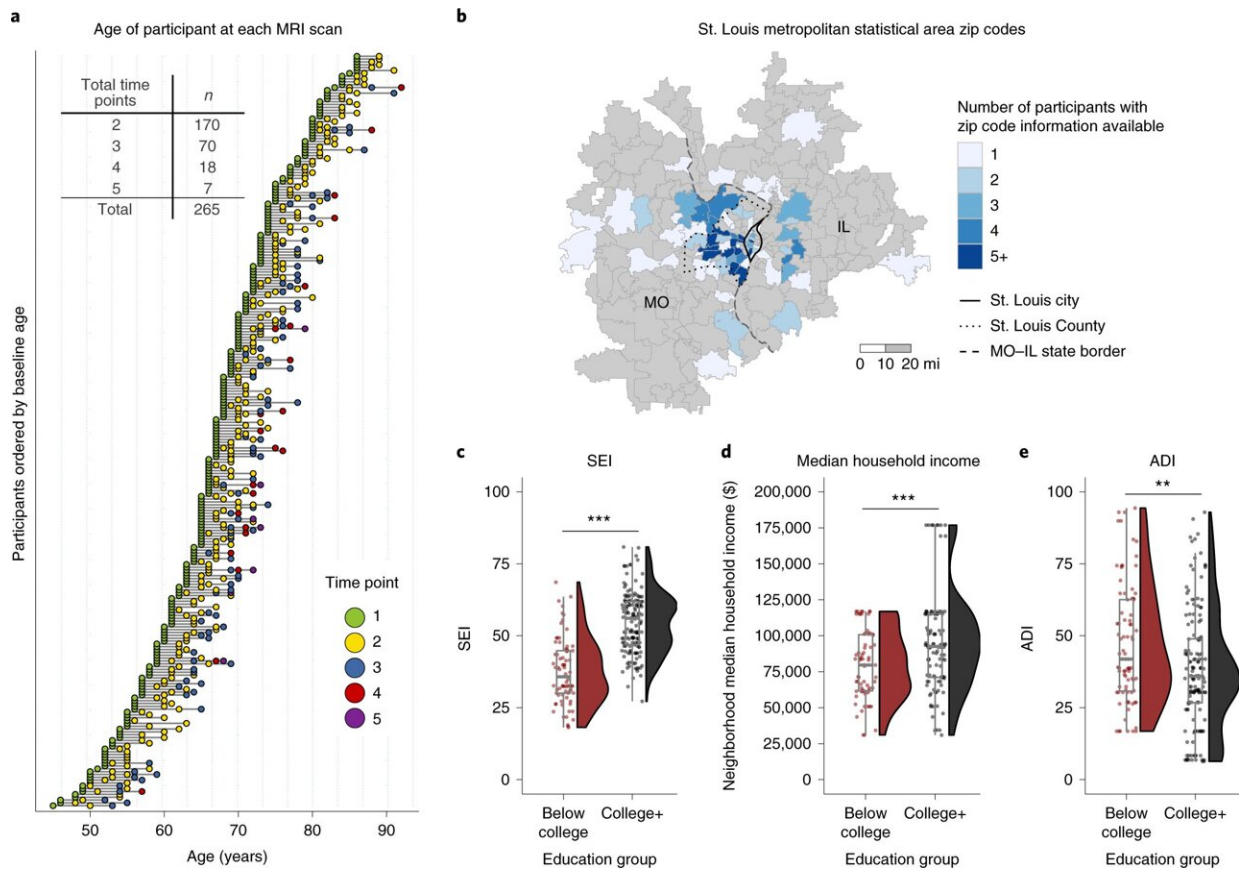 a
Age of participant at each MRI scan
Total time
points
n
2 170
3 70
4 18
5 7
Total 265
Participants ordered by baseline age
Time point
1
2
3
4
5
50 60 70 80 90
Age (years)
b
St. Louis metropolitan statistical area zip codes
Number of participants with
zip code information available
1
2
3
4
5+
IL
MO
St. Louis city
St. Louis County
MO–IL state border
0 10 20 mi
c
SEI
100
75
50
25
0
SEI
***
Below
college
College+
Education group
d
Median household income
200,000
175,000
150,000
125,000
100,000
75,000
50,000
25,000
0
Neighborhood median household income ($)
***
Below
college
College+
Education group
e
ADI
100
75
50
25
0
ADI
**
Below
college
College+
Education group